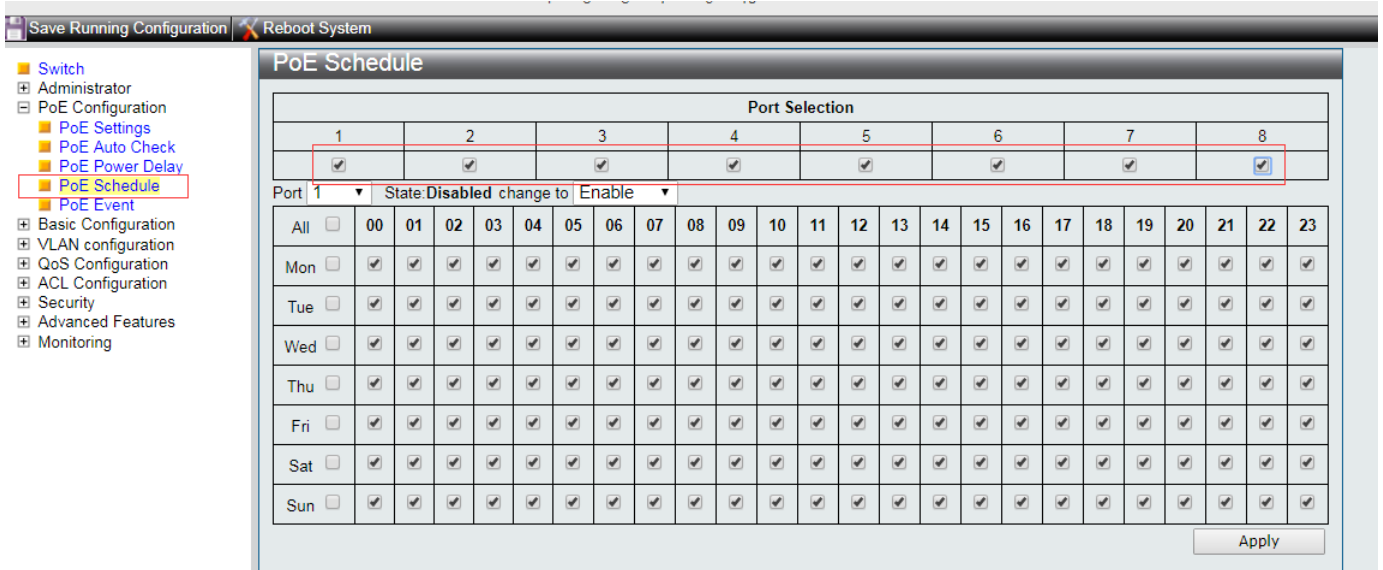 Save Running Configuration Reboot System
PoE Schedule
Switch
Administrator
PoE Configuration
PoE Settings
PoE Auto Check
PoE Power Delay
PoE Schedule
PoE Event
Basic Configuration
VLAN configuration
QoS Configuration
ACL Configuration
Security
Advanced Features
Monitoring
Port Selection
1 2 3 4 5 6 7 8
Port 1 State:Disabled change to Enable
All 00 01 02 03 04 05 06 07 08 09 10 11 12 13 14 15 16 17 18 19 20 21 22 23
Mon
Tue
Wed
Thu
Fri
Sat
Sun
Apply